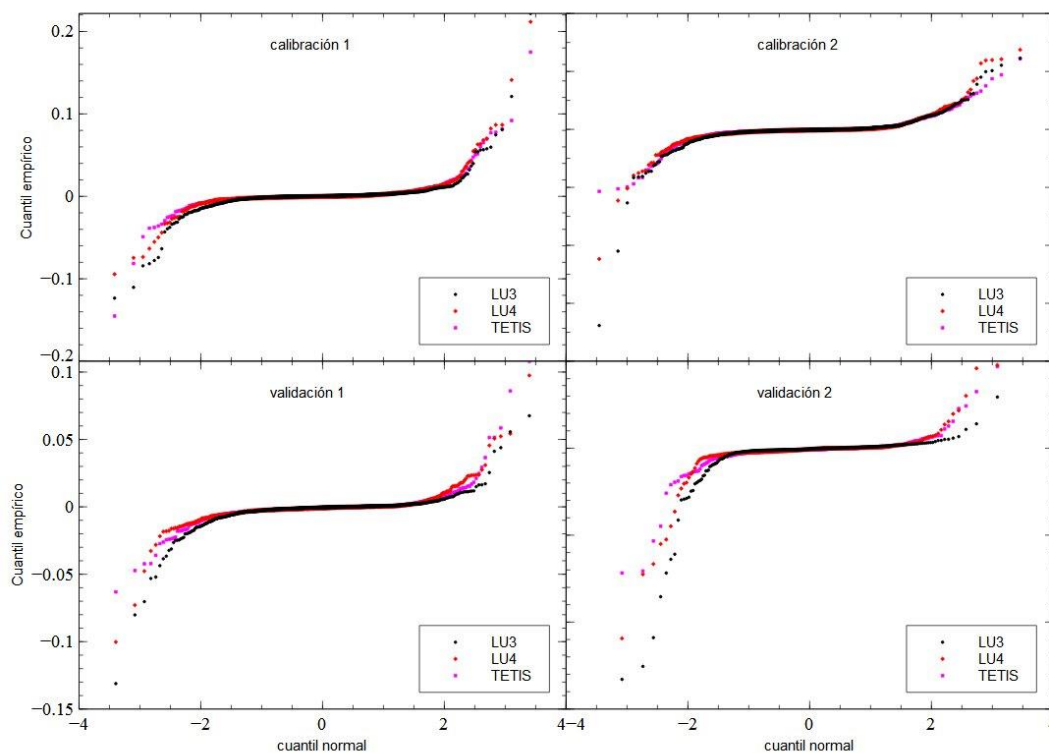 calibración 1
calibración 2
0.2
0.1
0
−0.1
−0.2
Cuantil empírico
LU3
LU4
TETIS
LU3
LU4
TETIS
validación 1
validación 2
0.1
0.05
0
−0.05
−0.1
−0.15
Cuantil empírico
LU3
LU4
TETIS
LU3
LU4
TETIS
−4
−2
0
2
4
−2
0
2
cuantil normal
cuantil normal